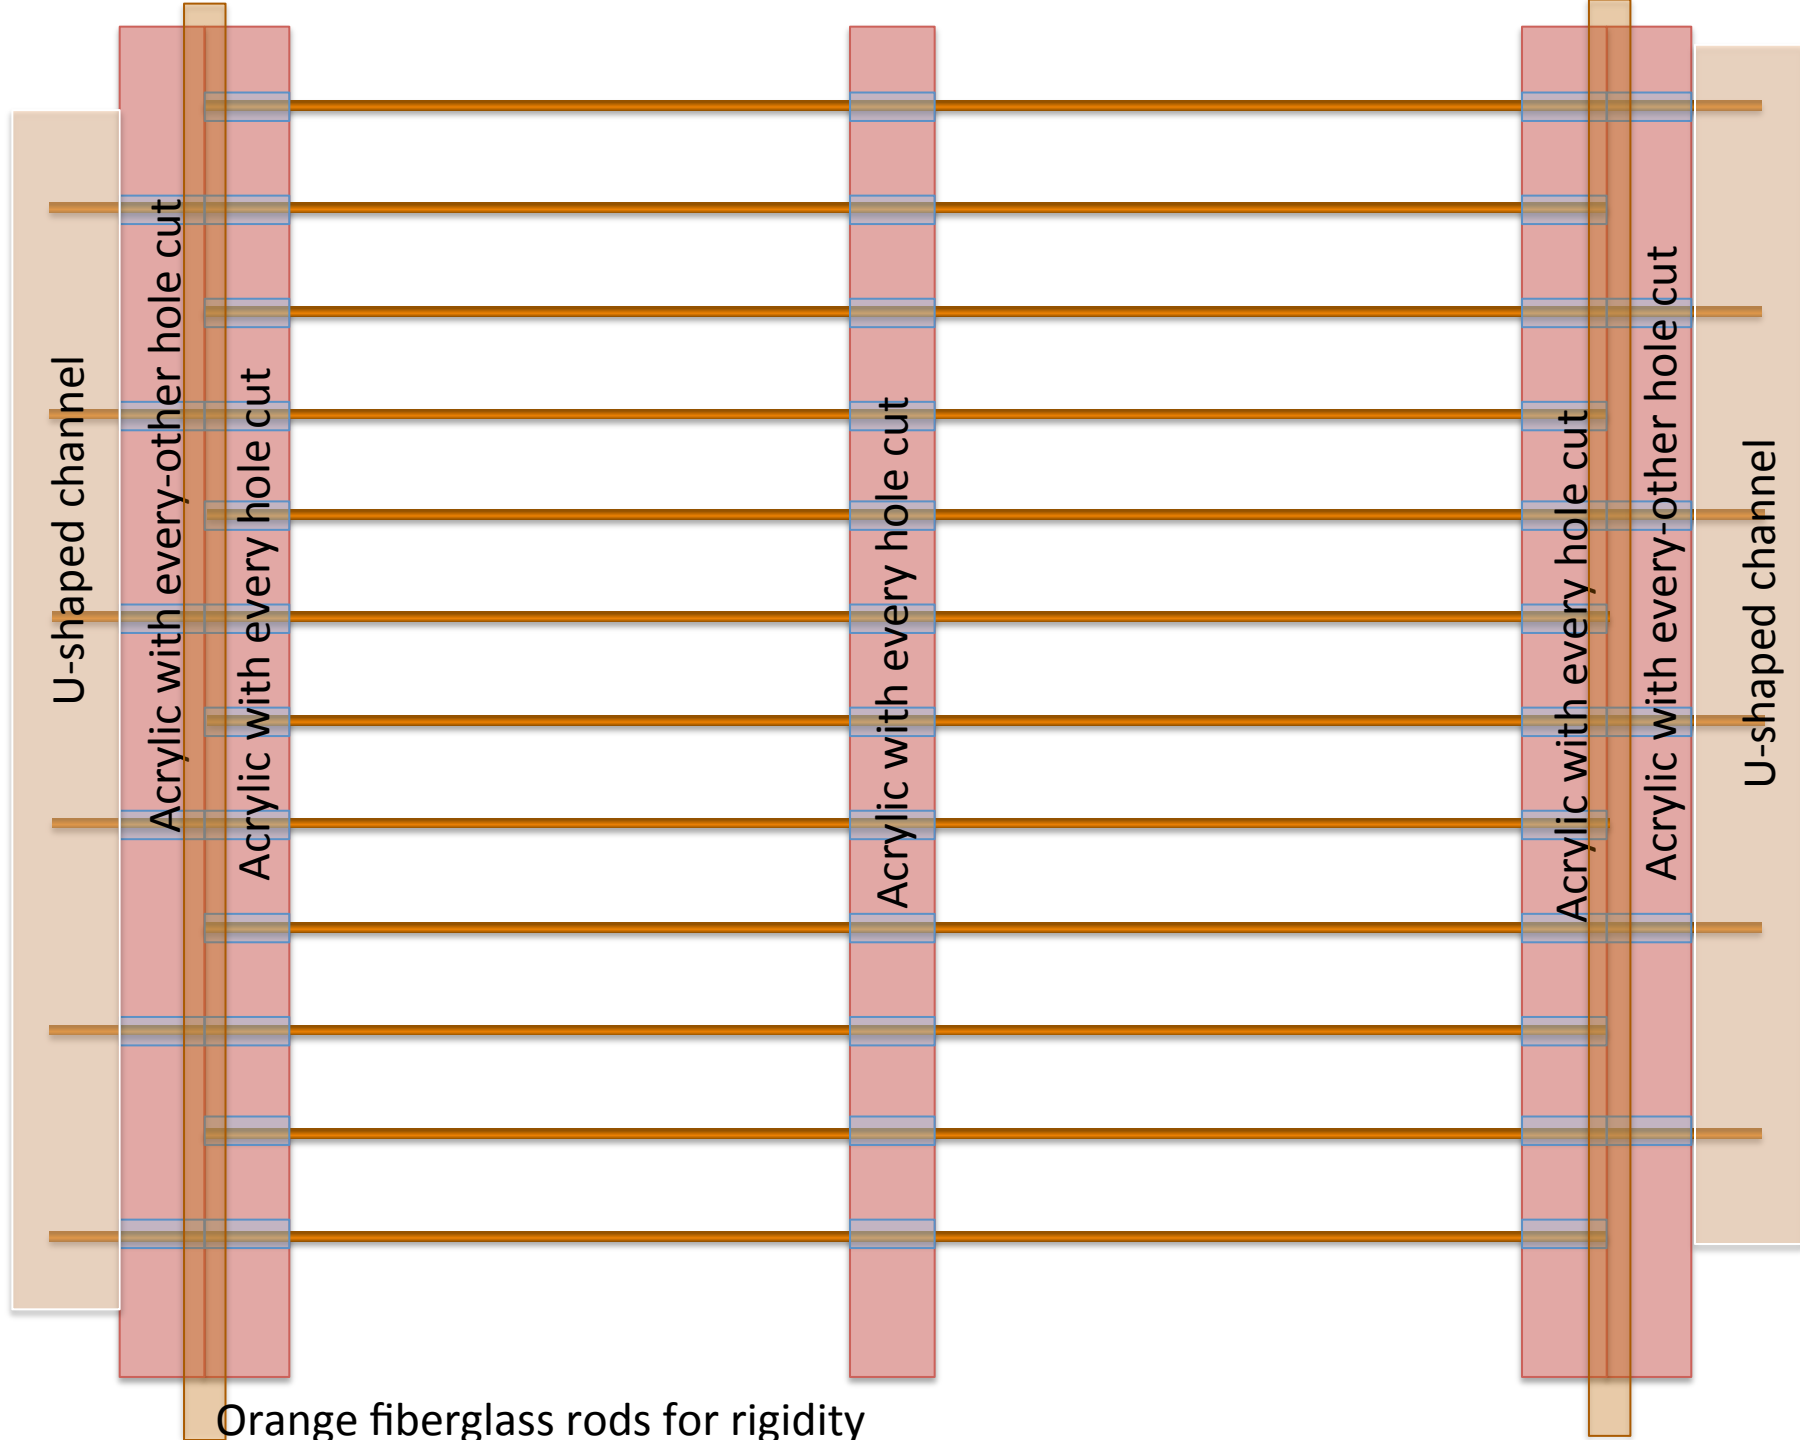 U-shaped channel
Acrylic with every-other hole cut
Acrylic with every hole cut
Acrylic with every hole cut
Acrylic with every hole cut
Acrylic with every-other hole cut
U-shaped channel
Orange fiberglass rods for rigidity